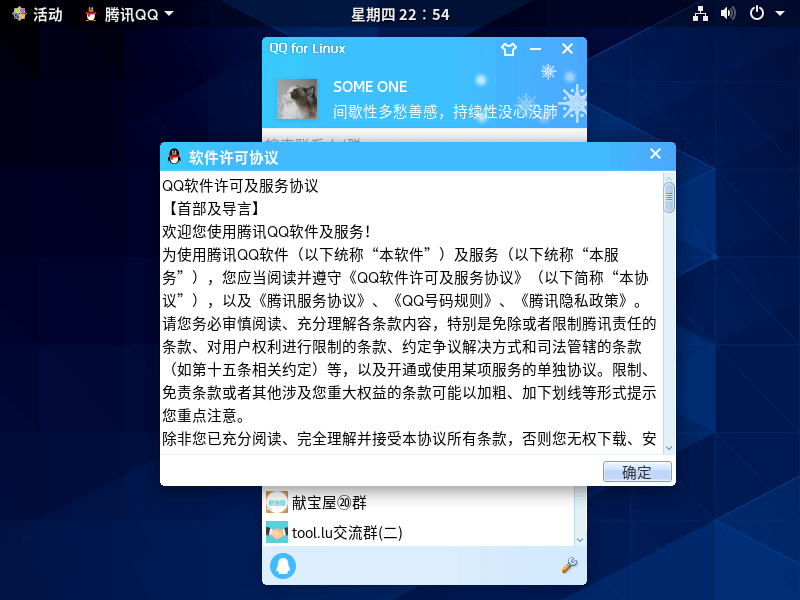 活动
腾讯QQ
星期四 22：54
QQ for Linux
SOME ONE
间歇性多愁善感，持续性没心没肺
软件许可协议
QQ软件许可及服务协议
【首部及导言】
欢迎您使用腾讯QQ软件及服务！
为使用腾讯QQ软件（以下统称“本软件”）及服务（以下统称“本服
务”），您应当阅读并遵守《QQ软件许可及服务协议》（以下简称“本协
议”），以及《腾讯服务协议》、《QQ号码规则》、《腾讯隐私政策》。
请您务必审慎阅读、充分理解各条款内容，特别是免除或者限制腾讯责任的
条款、对用户权利进行限制的条款、约定争议解决方式和司法管辖的条款
（如第十五条相关约定）等，以及开通或使用某项服务的单独协议。限制、
免责条款或者其他涉及您重大权益的条款可能以加粗、加下划线等形式提示
您重点注意。
除非您已充分阅读、完全理解并接受本协议所有条款，否则您无权下载、安
确定
献宝屋⑳群
tool.lu交流群(二)